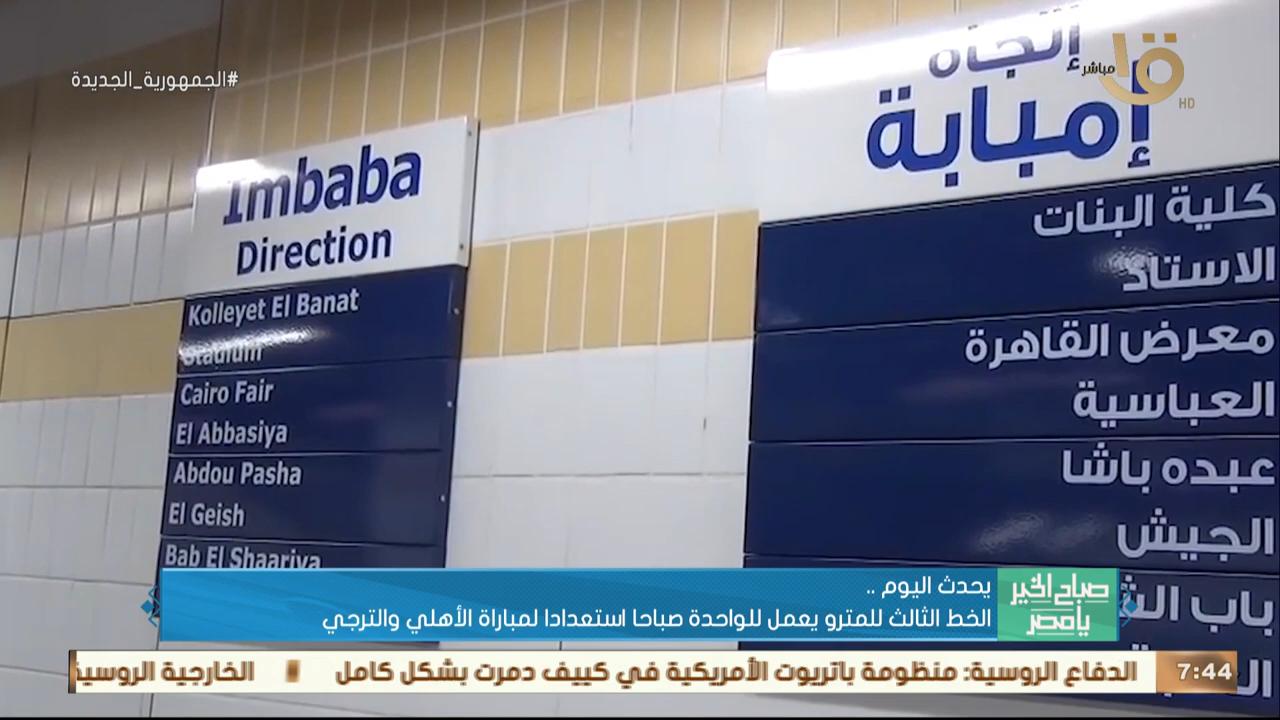 #الجمهورية_الجديدة
مباشر
HD
Imbaba
Direction
Kolleyet El Banat
Stadium
Cairo Fair
El Abbasiya
Abdou Pasha
El Geish
Bab El Shaariya
إتجاه
إمبابة
كلية البنات
الاستاد
معرض القاهرة
العباسية
عبده باشا
الجيش
باب
صباح الخير
يا مصر
يحدث اليوم ..
الخط الثالث للمترو يعمل للواحدة صباحا استعدادا لمباراة الأهلي والترجي
7:44
الدفاع الروسية: منظومة باتريوت الأمريكية في كييف دمرت بشكل كامل
الخارجية الروسية